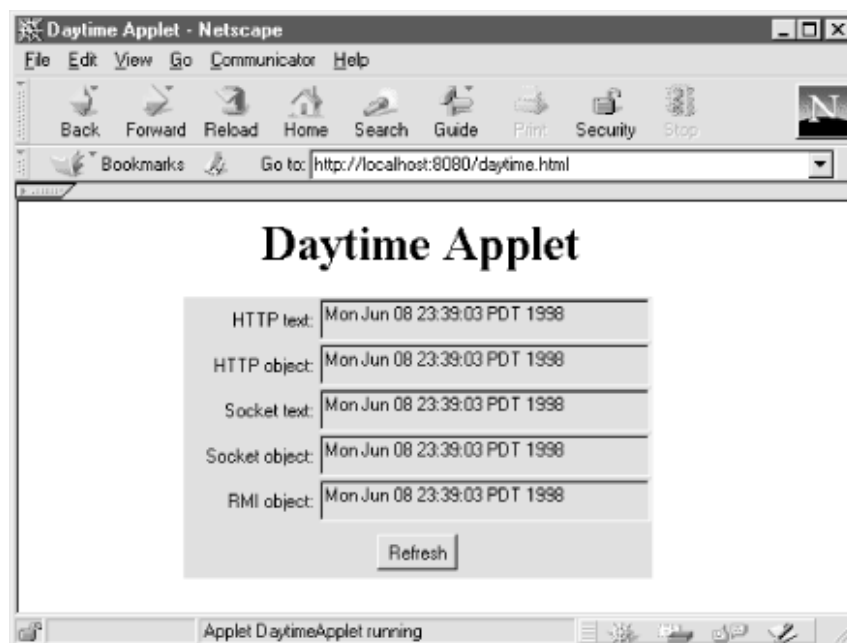 Daytime Applet - Netscape
File Edit View Go Communicator Help
Back Forward Reload Home Search Guide Print Security Stop
N
Bookmarks Go to: http://localhost:8080/daytime.html
Daytime Applet
HTTP text: Mon Jun 08 23:39:03 PDT 1998
HTTP object: Mon Jun 08 23:39:03 PDT 1998
Socket text: Mon Jun 08 23:39:03 PDT 1998
Socket object: Mon Jun 08 23:39:03 PDT 1998
RMI object: Mon Jun 08 23:39:03 PDT 1998
Refresh
Applet DaytimeApplet running